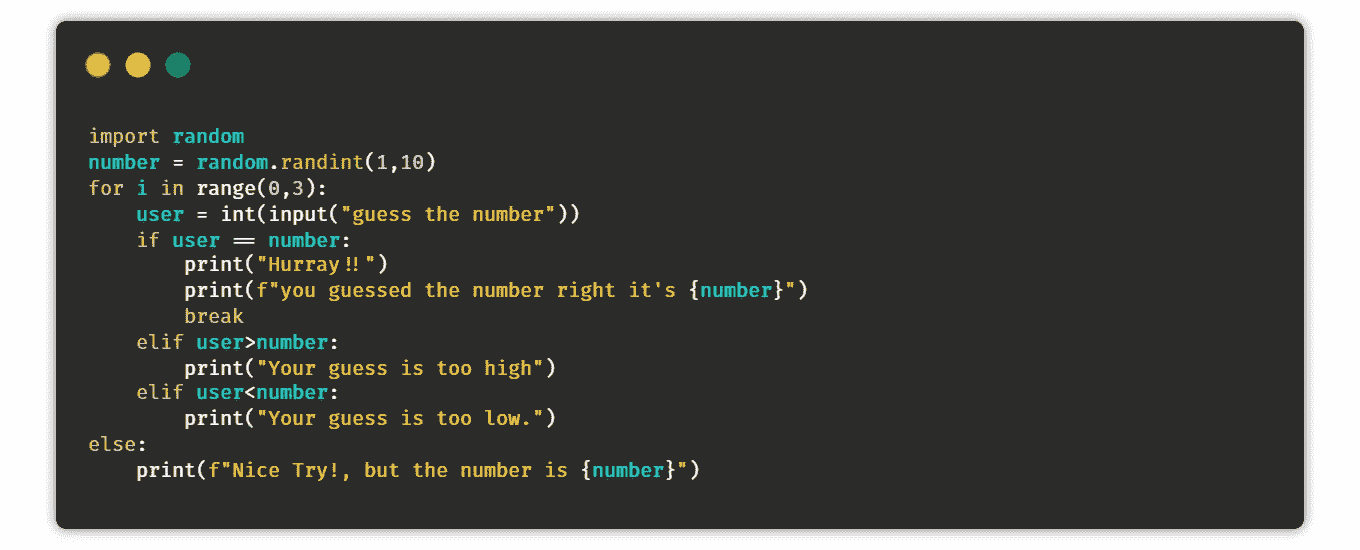 import random
number = random.randint(1,10)
for i in range(0,3):
    user = int(input("guess the number"))
    if user == number:
        print("Hurray!!")
        print(f"you guessed the number right it's {number}")
        break
    elif user>number:
        print("Your guess is too high")
    elif user<number:
        print("Your guess is too low.")
else:
    print(f"Nice Try!, but the number is {number}")